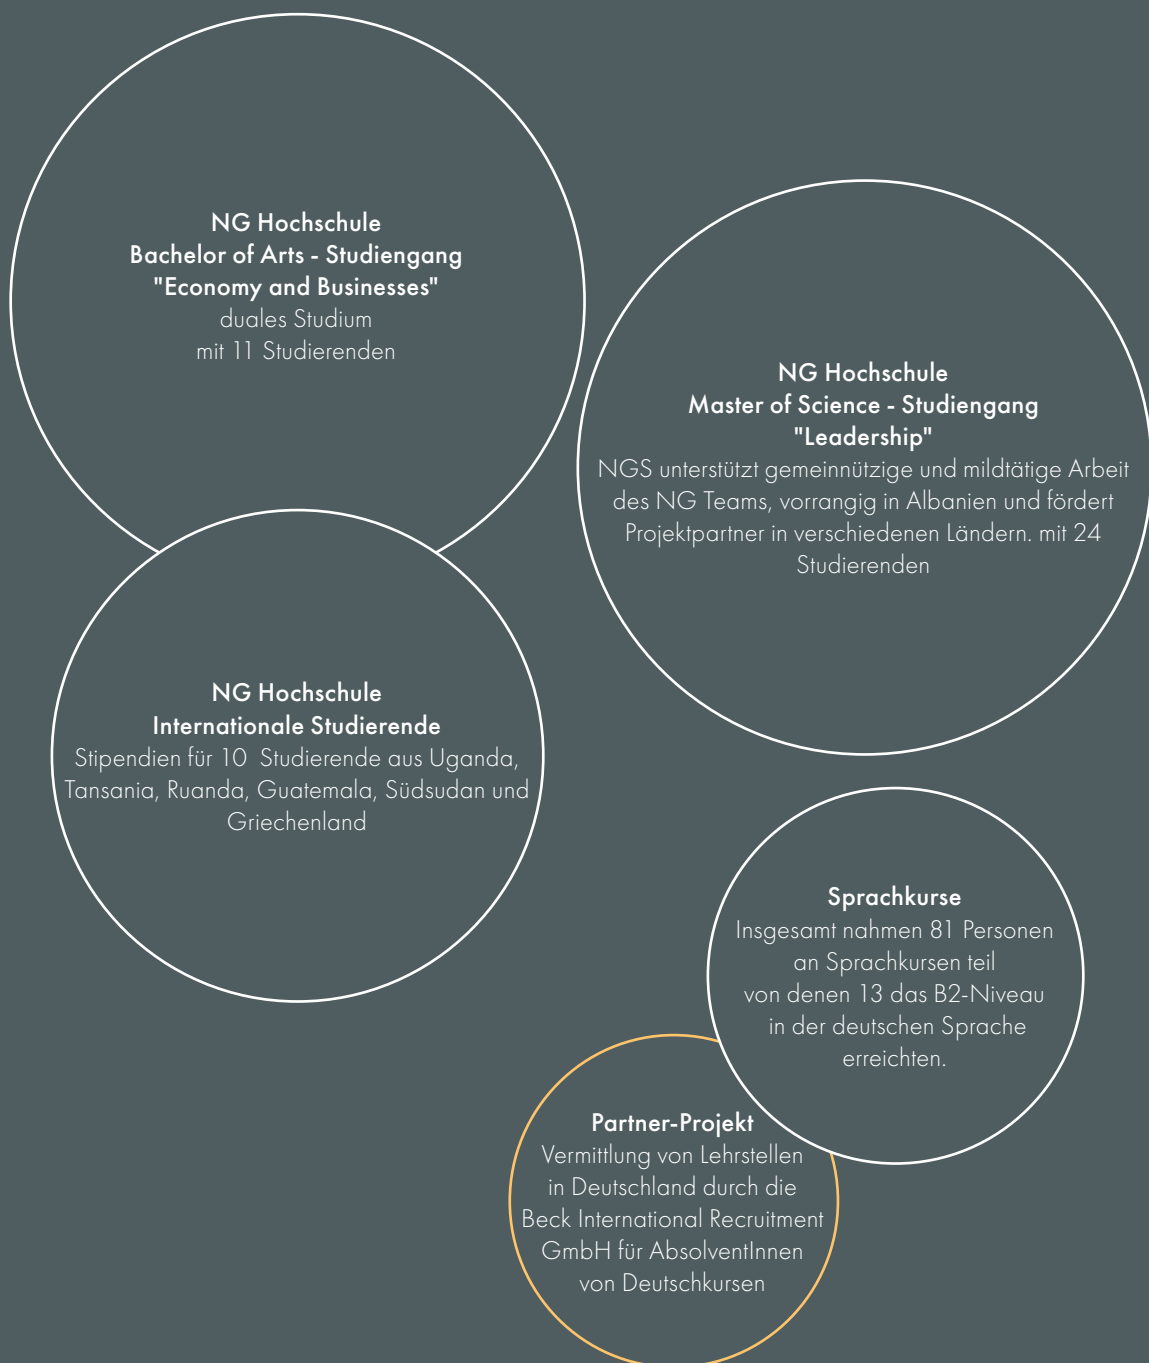 NG Hochschule
Bachelor of Arts - Studiengang
"Economy and Businesses"
duales Studium
mit 11 Studierenden
NG Hochschule
Master of Science - Studiengang
"Leadership"
NGS unterstützt gemeinnützige und mildtätige Arbeit
des NG Teams, vorrangig in Albanien und fördert
Projektpartner in verschiedenen Ländern. mit 24
Studierenden
NG Hochschule
Internationale Studierende
Stipendien für 10 Studierende aus Uganda,
Tansania, Ruanda, Guatemala, Südsudan und
Griechenland
Sprachkurse
Insgesamt nahmen 81 Personen
an Sprachkursen teil
von denen 13 das B2-Niveau
in der deutschen Sprache
erreichten.
Partner-Projekt
Vermittlung von Lehrstellen
in Deutschland durch die
Beck International Recruitment
GmbH für AbsolventInnen
von Deutschkursen